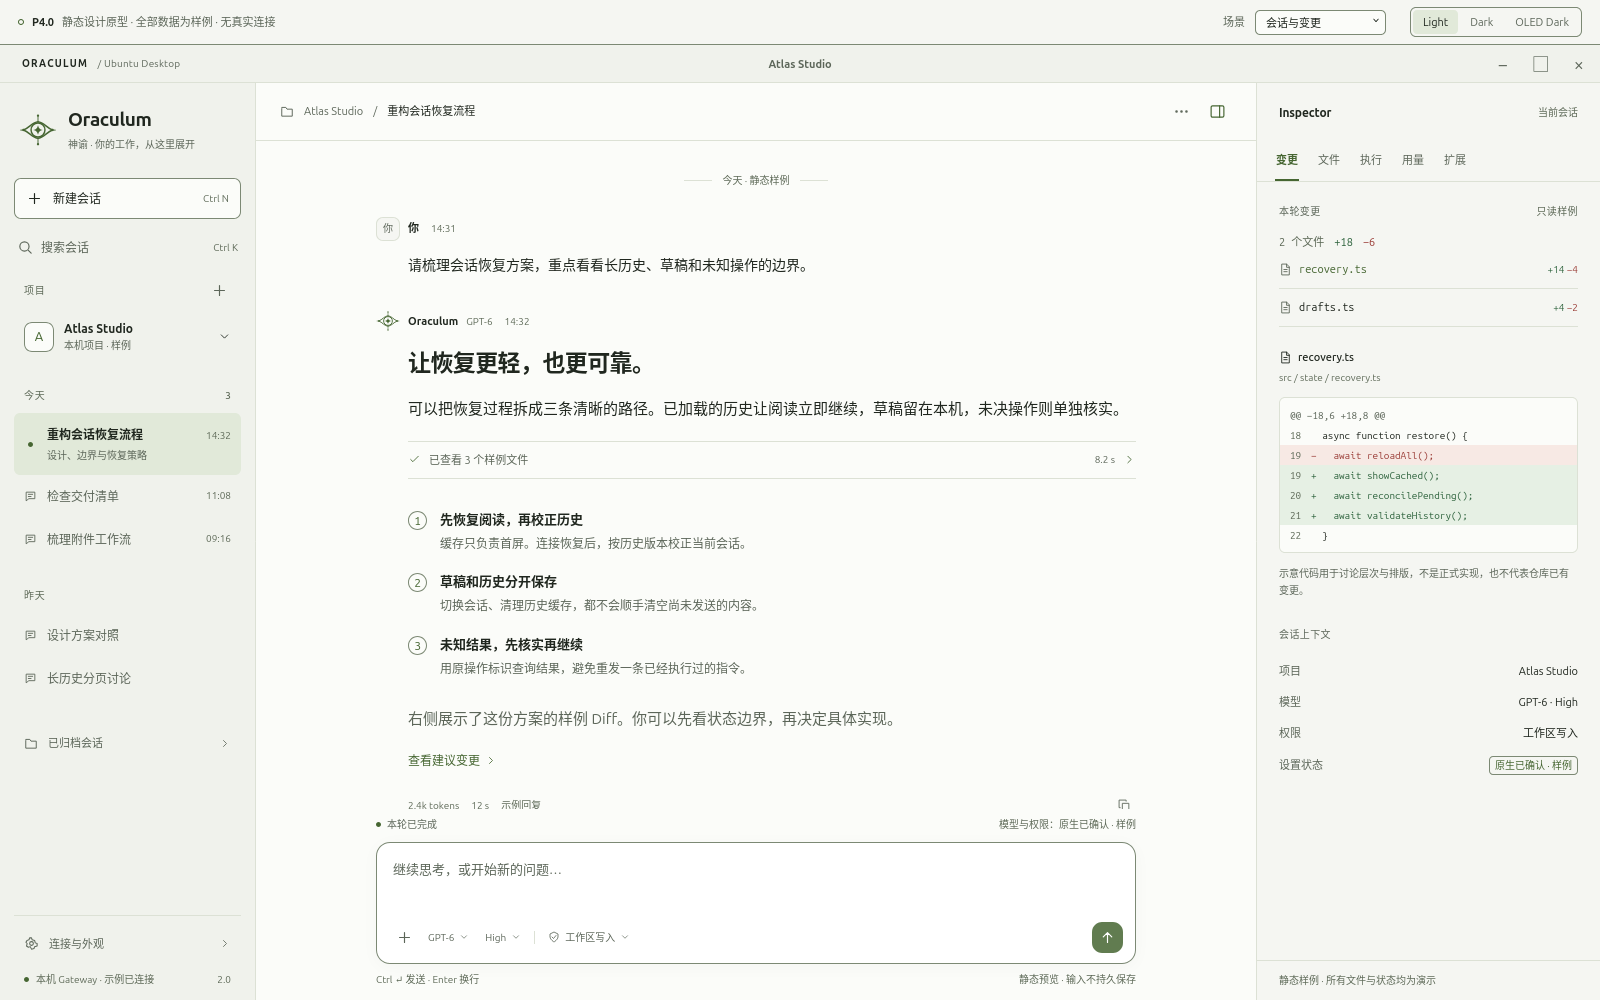 P4.0 静态设计原型 · 全部数据为样例 · 无真实连接
场景 会话与变更 Light Dark OLED Dark
ORACULUM / Ubuntu Desktop
Atlas Studio
Oraculum
神谕 · 你的工作，从这里展开
新建会话 Ctrl N
搜索会话 Ctrl K
项目
A Atlas Studio
本机项目 · 样例
今天 3
重构会话恢复流程 14:32
设计、边界与恢复策略
检查交付清单 11:08
梳理附件工作流 09:16
昨天
设计方案对照
长历史分页讨论
已归档会话
连接与外观
本机 Gateway · 示例已连接 2.0
Atlas Studio / 重构会话恢复流程
今天 · 静态样例
你 你 14:31
请梳理会话恢复方案，重点看看长历史、草稿和未知操作的边界。
Oraculum GPT-6 14:32
让恢复更轻，也更可靠。
可以把恢复过程拆成三条清晰的路径。已加载的历史让阅读立即继续，草稿留在本机，未决操作则单独核实。
已查看 3 个样例文件 8.2 s
1 先恢复阅读，再校正历史
缓存只负责首屏。连接恢复后，按历史版本校正当前会话。
2 草稿和历史分开保存
切换会话、清理历史缓存，都不会顺手清空尚未发送的内容。
3 未知结果，先核实再继续
用原操作标识查询结果，避免重发一条已经执行过的指令。
右侧展示了这份方案的样例 Diff。你可以先看状态边界，再决定具体实现。
查看建议变更
2.4k tokens 12 s 示例回复
本轮已完成 模型与权限：原生已确认 · 样例
继续思考，或开始新的问题…
GPT-6 High 工作区写入
Ctrl ↵ 发送 · Enter 换行 静态预览 · 输入不持久保存
Inspector 当前会话
变更 文件 执行 用量 扩展
本轮变更 只读样例
2 个文件 +18 −6
recovery.ts +14 −4
drafts.ts +4 −2
recovery.ts
src / state / recovery.ts
@@ −18,6 +18,8 @@
18 async function restore() {
19 − await reloadAll();
19 + await showCached();
20 + await reconcilePending();
21 + await validateHistory();
22 }
示意代码用于讨论层次与排版，不是正式实现，也不代表仓库已有
变更。
会话上下文
项目 Atlas Studio
模型 GPT-6 · High
权限 工作区写入
设置状态 原生已确认 · 样例
静态样例 · 所有文件与状态均为演示